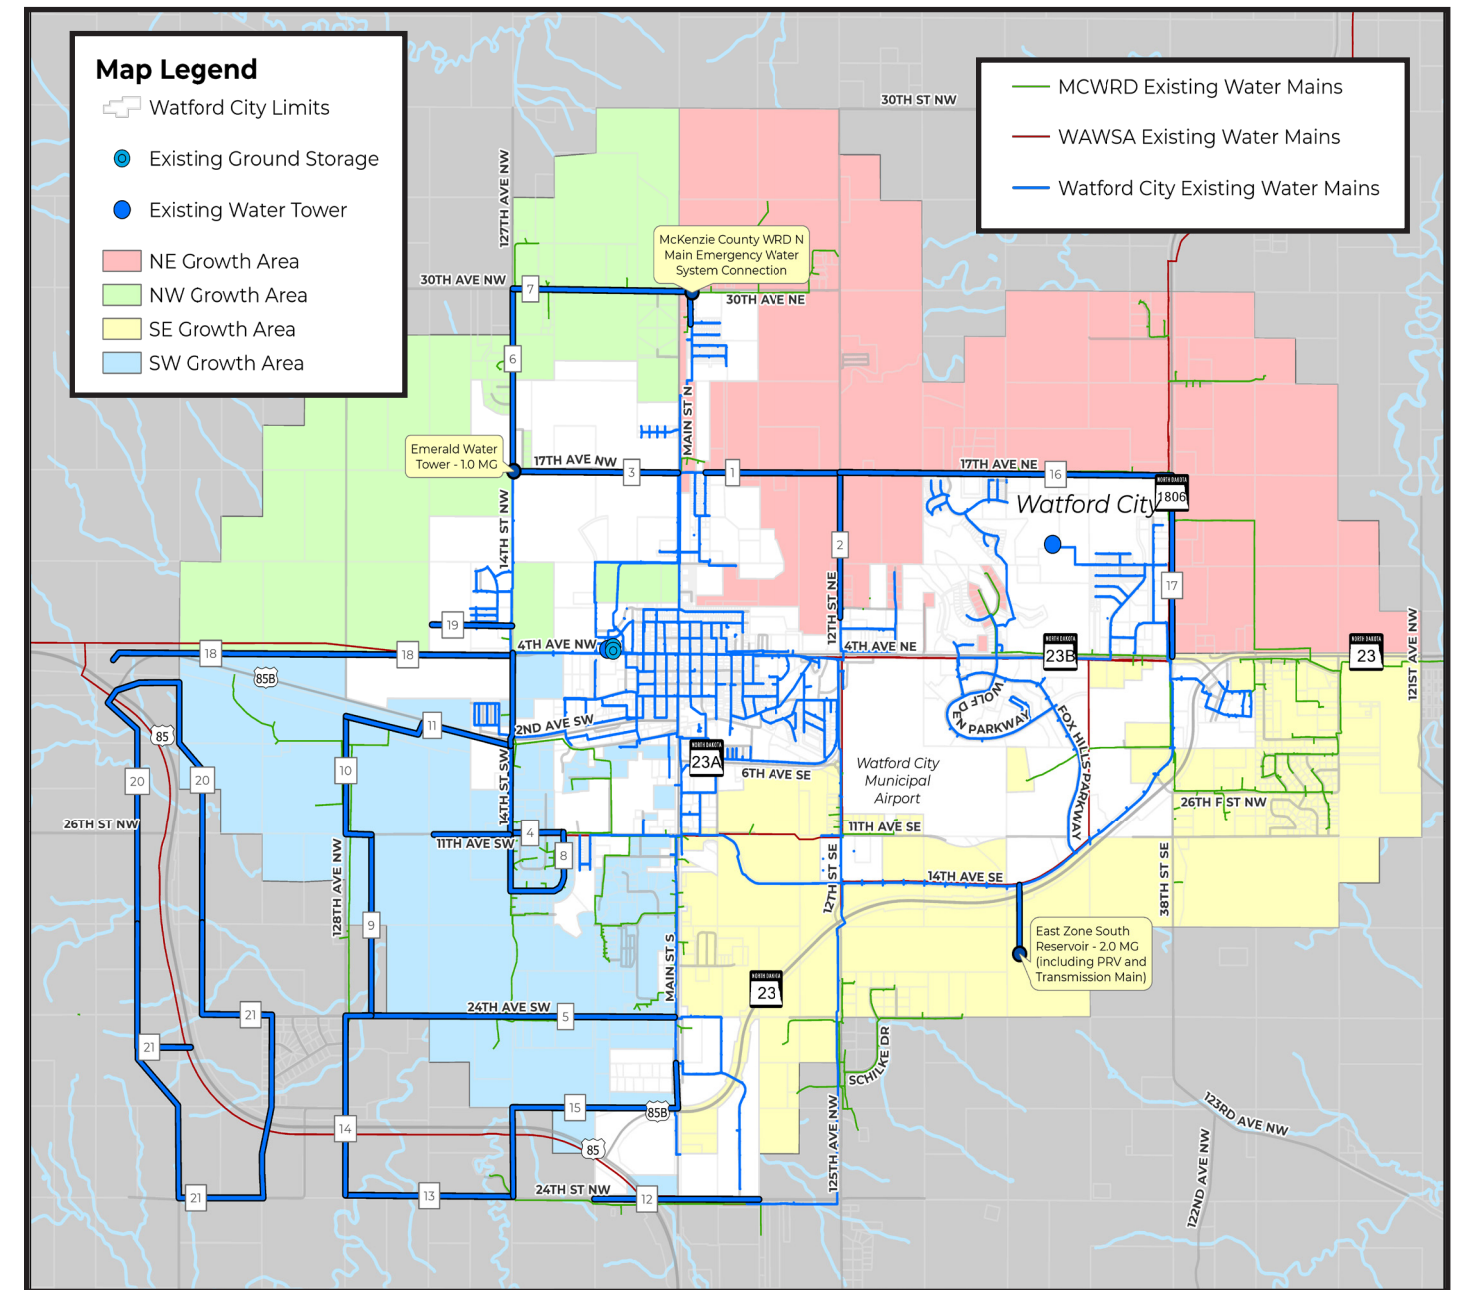 Map Legend
Watford City Limits
Existing Ground Storage
Existing Water Tower
NE Growth Area
NW Growth Area
SE Growth Area
SW Growth Area
MCWRD Existing Water Mains
WAWSA Existing Water Mains
Watford City Existing Water Mains
30TH ST NW
127TH AVE NW
McKenzie County WRD N
Main Emergency Water
System Connection
30TH AVE NW
7
30TH AVE NE
6
MAIN ST N
Emerald Water
Tower - 1.0 MG
17TH AVE NW
3
1
17TH AVE NE
16
NORTH DAKOTA
1806
Watford City
14TH ST NW
2
17
12TH ST NE
19
4TH AVE NW
4TH AVE NE
NORTH DAKOTA
23B
NORTH DAKOTA
23
121ST AVE NW
18
18
85B
85
11
2ND AVE SW
WOLF DEN PARKWAY
FOX HILLS PARKWAY
NORTH DAKOTA
23A
6TH AVE SE
Watford City
Municipal
Airport
20
20
10
14TH ST SW
26TH ST NW
26TH F ST NW
11TH AVE SW
4
8
11TH AVE SE
14TH AVE SE
12TH ST SE
38TH ST SE
128TH AVE NW
9
MAIN ST S
East Zone South
Reservoir - 2.0 MG
(including PRV and
Transmission Main)
NORTH DAKOTA
23
24TH AVE SW
5
21
21
SCHILKE DR
15
85B
14
85
125TH AVE NW
123RD AVE NW
122ND AVE NW
21
13
24TH ST NW
12